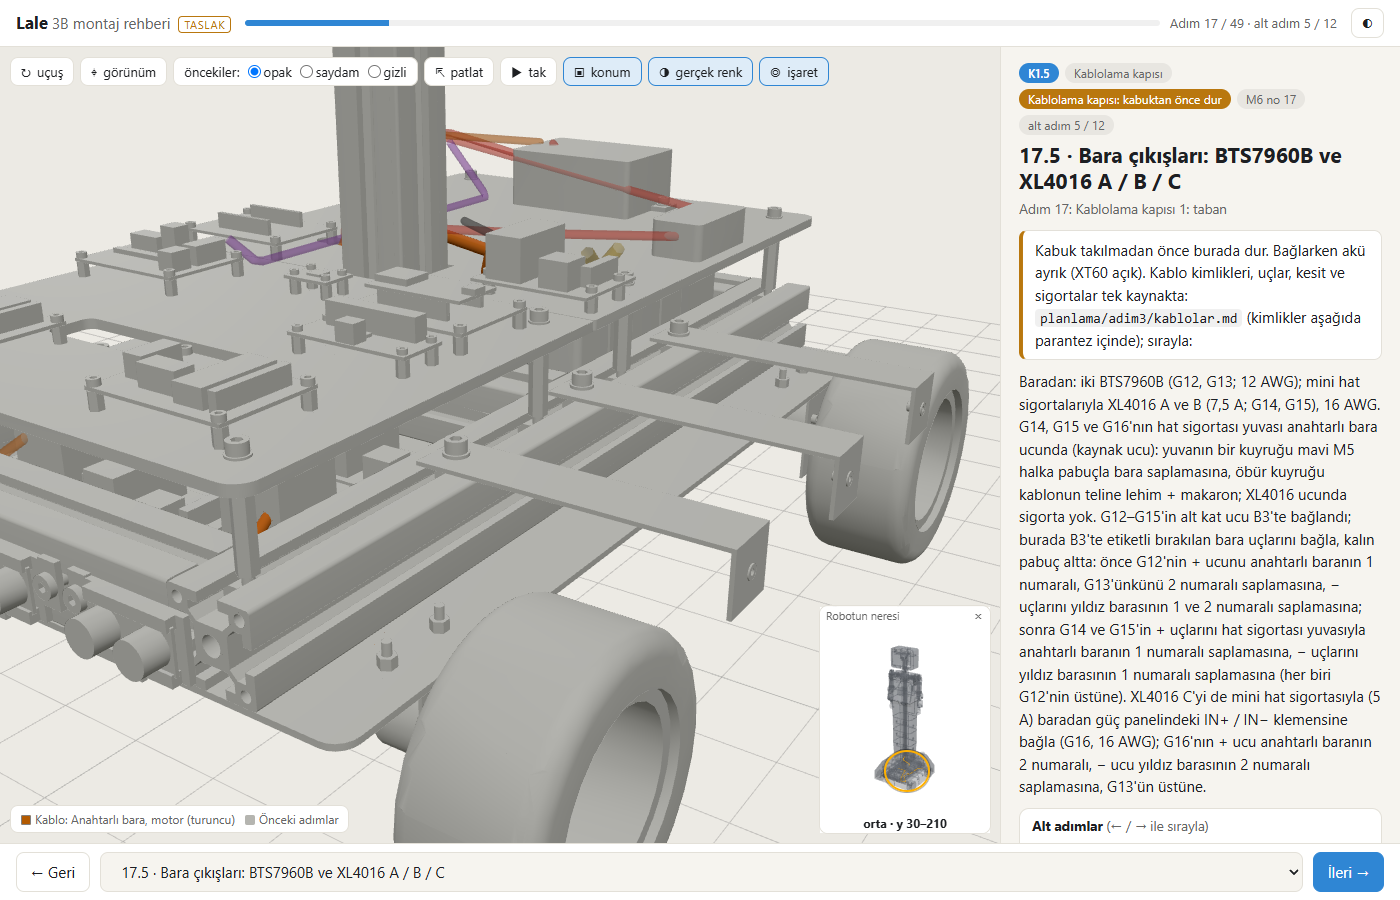 Lale 3B montaj rehberi TASLAK
Adım 17 / 49 · alt adım 5 / 12
↻ uçuş
⌖ görünüm
öncekiler: opak saydam gizli
⇱ patlat
▶ tak
▣ konum
◑ gerçek renk
◎ işaret
K1.5 Kablolama kapısı
Kablolama kapısı: kabuktan önce dur M6 no 17
alt adım 5 / 12
17.5 · Bara çıkışları: BTS7960B ve
XL4016 A / B / C
Adım 17: Kablolama kapısı 1: taban
Kabuk takılmadan önce burada dur. Bağlarken akü
ayrık (XT60 açık). Kablo kimlikleri, uçlar, kesit ve
sigortalar tek kaynakta:
planlama/adim3/kablolar.md (kimlikler aşağıda
parantez içinde); sırayla:
Baradan: iki BTS7960B (G12, G13; 12 AWG); mini hat
sigortalarıyla XL4016 A ve B (7,5 A; G14, G15), 16 AWG.
G14, G15 ve G16'nın hat sigortası yuvası anahtarlı bara
ucunda (kaynak ucu): yuvanın bir kuyruğu mavi M5
halka pabuçla bara saplamasına, öbür kuyruğu
kablonun teline lehim + makaron; XL4016 ucunda
sigorta yok. G12–G15'in alt kat ucu B3'te bağlandı;
burada B3'te etiketli bırakılan bara uçlarını bağla, kalın
pabuç altta: önce G12'nin + ucunu anahtarlı baranın 1
numaralı, G13'ünkünü 2 numaralı saplamasına, −
uçlarını yıldız barasının 1 ve 2 numaralı saplamasına;
sonra G14 ve G15'in + uçlarını hat sigortası yuvasıyla
anahtarlı baranın 1 numaralı saplamasına, − uçlarını
yıldız barasının 1 numaralı saplamasına (her biri
G12'nin üstüne). XL4016 C'yi de mini hat sigortasıyla (5
A) baradan güç panelindeki IN+ / IN− klemensine
bağla (G16, 16 AWG); G16'nın + ucu anahtarlı baranın
2 numaralı, − ucu yıldız barasının 2 numaralı
saplamasına, G13'ün üstüne.
Alt adımlar (← / → ile sırayla)
Robotun neresi ×
orta · y 30–210
Kablo: Anahtarlı bara, motor (turuncu) Önceki adımlar
← Geri
17.5 · Bara çıkışları: BTS7960B ve XL4016 A / B / C
İleri →